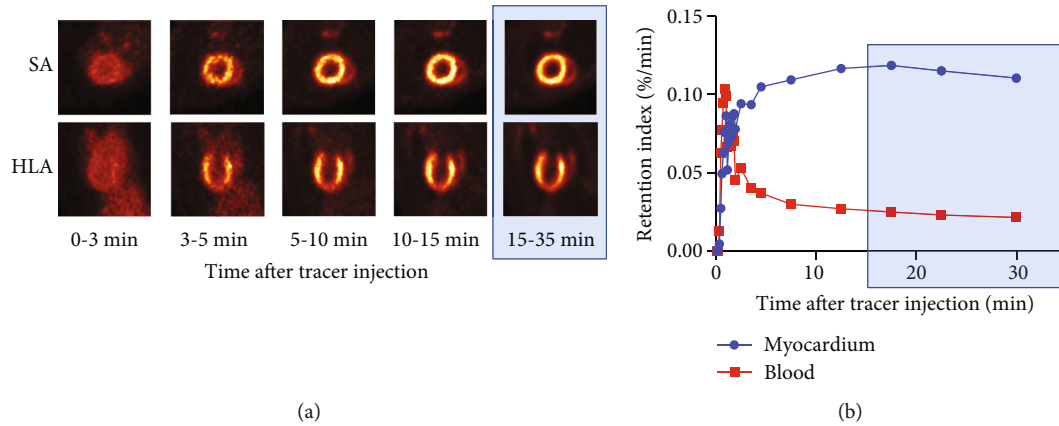 SA
HLA
0-3 min 3-5 min 5-10 min 10-15 min 15-35 min
Time after tracer injection
(a)
Retention index (%/min)
0.15
0.10
0.05
0.00
0 10 20 30
Time after tracer injection (min)
Myocardium
Blood
(b)